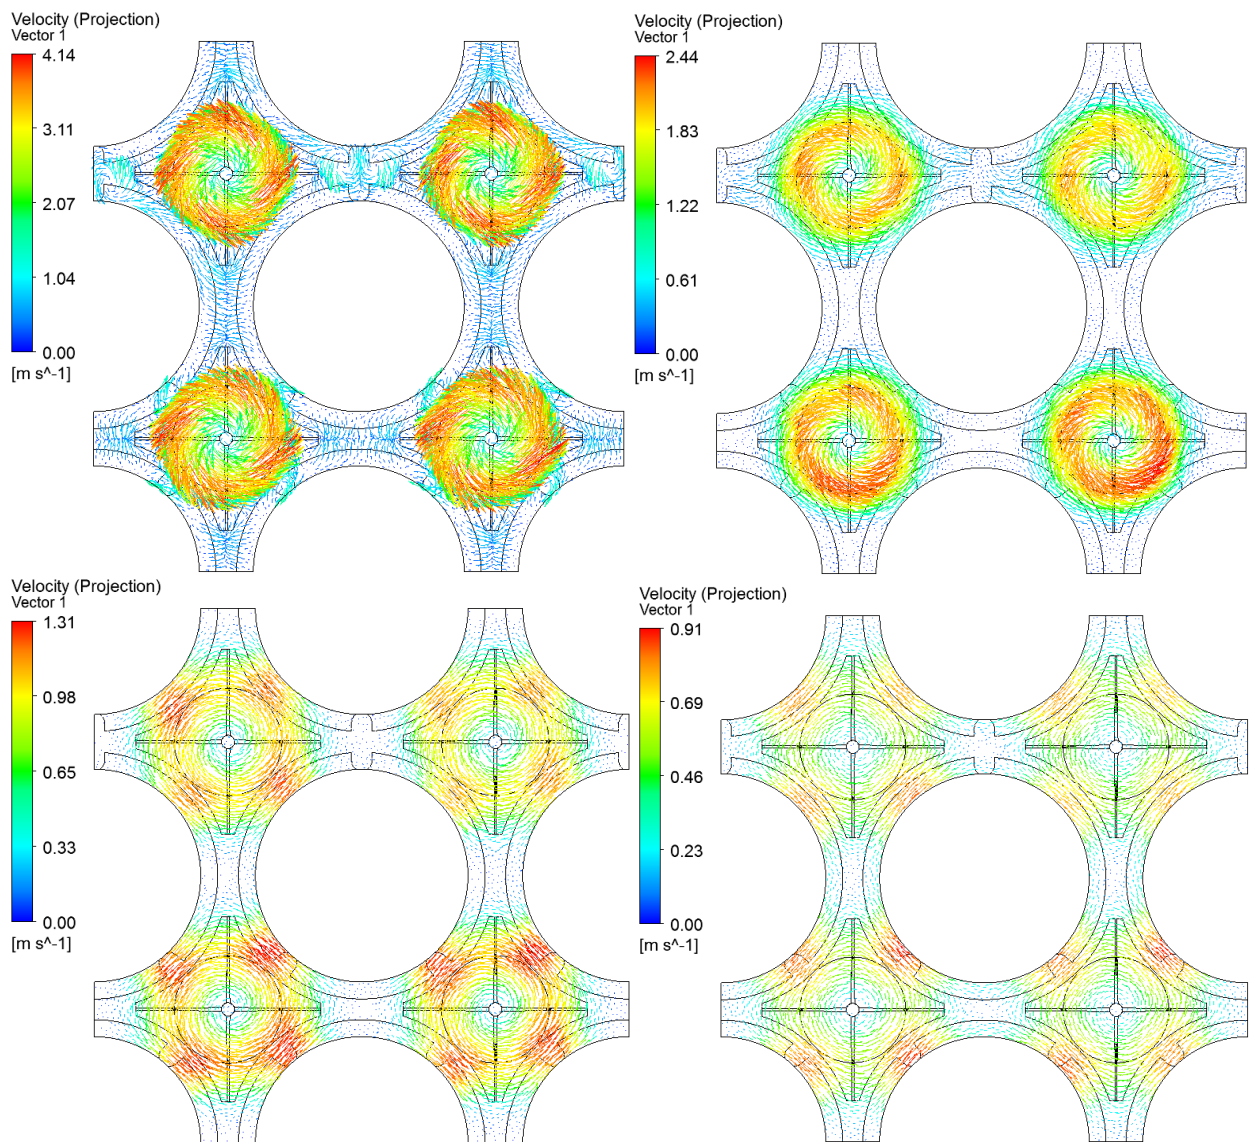 Velocity (Projection)
Vector 1
4.14
3.11
2.07
1.04
0.00
[m s^-1]
Velocity (Projection)
Vector 1
2.44
1.83
1.22
0.61
0.00
[m s^-1]
Velocity (Projection)
Vector 1
1.31
0.98
0.65
0.33
0.00
[m s^-1]
Velocity (Projection)
Vector 1
0.91
0.69
0.46
0.23
0.00
[m s^-1]